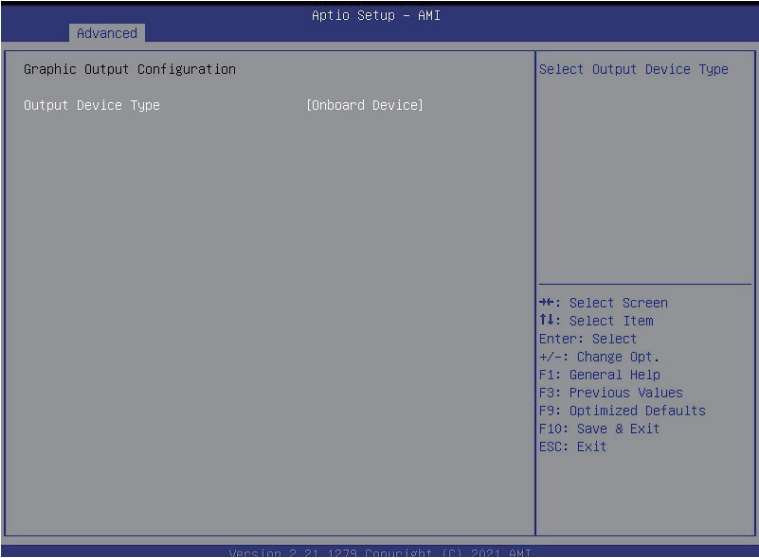 Aptio Setup – AMI
Advanced
Graphic Output Configuration
Output Device Type [Onboard Device]
Select Output Device Type
→←: Select Screen
↑↓: Select Item
Enter: Select
+/-: Change Opt.
F1: General Help
F3: Previous Values
F9: Optimized Defaults
F10: Save & Exit
ESC: Exit
Version 2.21.1279 Copyright (C) 2021 AMI